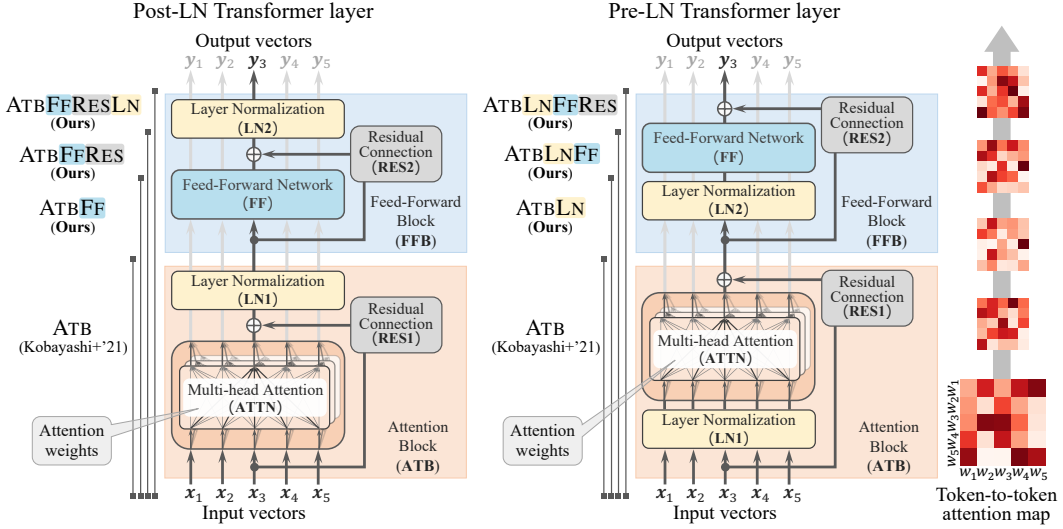 Post-LN Transformer layer
Output vectors
y₁ y₂ y₃ y₄ y₅
ATBFFRESLN
(Ours)
ATBFFRES
(Ours)
ATBFF
(Ours)
ATB
(Kobayashi+'21)
Layer Normalization
(LN2)
Residual
Connection
(RES2)
Feed-Forward Network
(FF)
Feed-Forward
Block
(FFB)
Layer Normalization
(LN1)
Residual
Connection
(RES1)
Multi-head Attention
(ATTN)
Attention
weights
Attention
Block
(ATB)
x₁ x₂ x₃ x₄ x₅
Input vectors
Pre-LN Transformer layer
Output vectors
y₁ y₂ y₃ y₄ y₅
ATBLNFFRES
(Ours)
ATBLNFF
(Ours)
ATBLN
(Ours)
ATB
(Kobayashi+'21)
Residual
Connection
(RES2)
Feed-Forward Network
(FF)
Layer Normalization
(LN2)
Feed-Forward
Block
(FFB)
Residual
Connection
(RES1)
Multi-head Attention
(ATTN)
Attention
weights
Layer Normalization
(LN1)
Attention
Block
(ATB)
x₁ x₂ x₃ x₄ x₅
Input vectors
w₅w₄w₃w₂w₁
w₁w₂w₃w₄w₅
Token-to-token
attention map